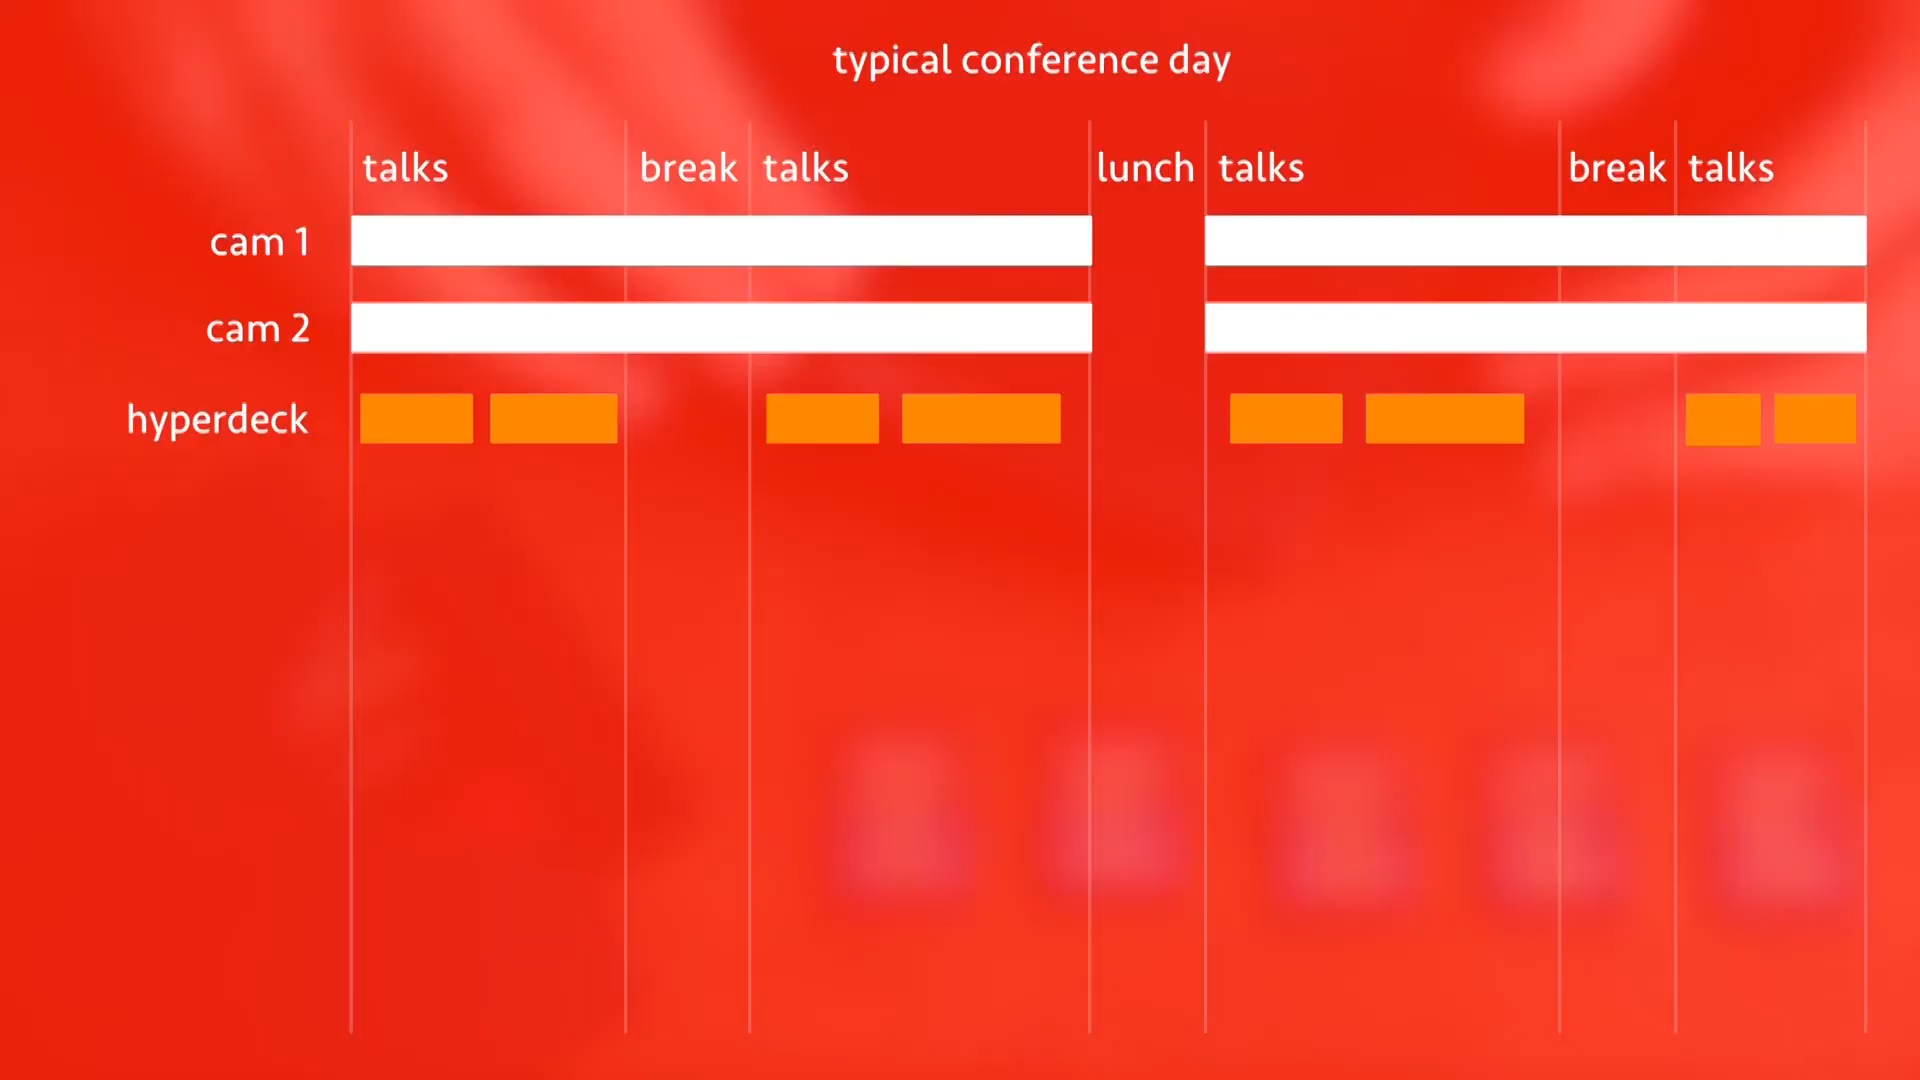 typical conference day
talks break talks lunch talks break talks
cam 1
cam 2
hyperdeck